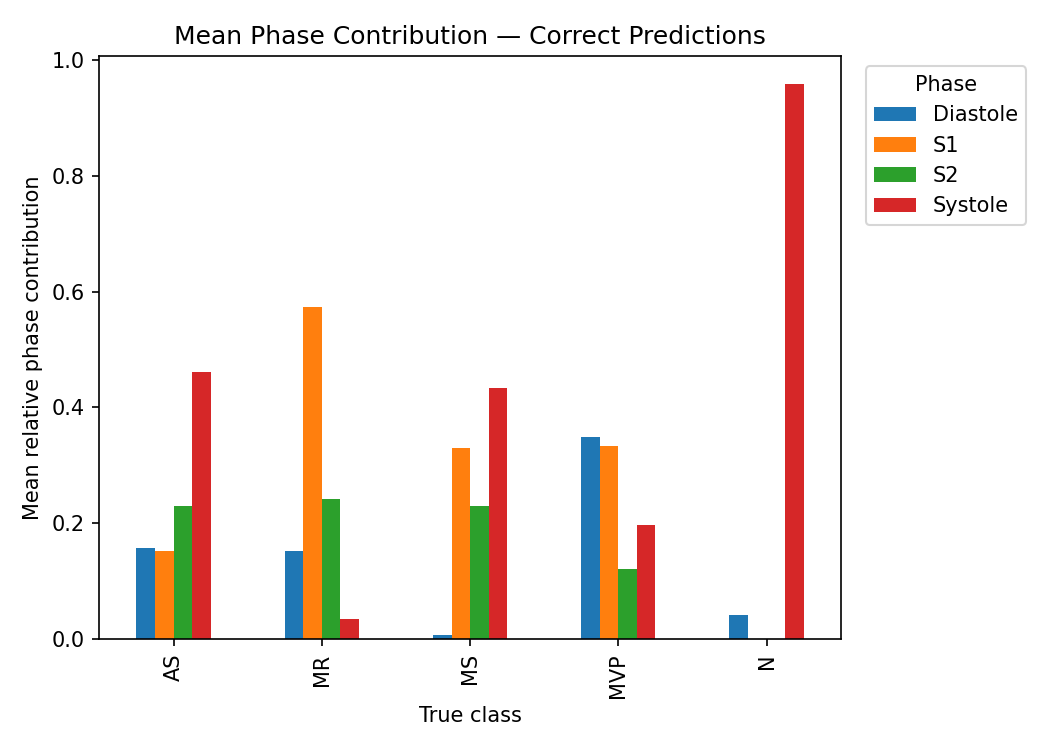 Mean Phase Contribution — Correct Predictions
Mean relative phase contribution
1.0
0.8
0.6
0.4
0.2
0.0
AS
MR
MS
MVP
N
True class
Phase
Diastole
S1
S2
Systole